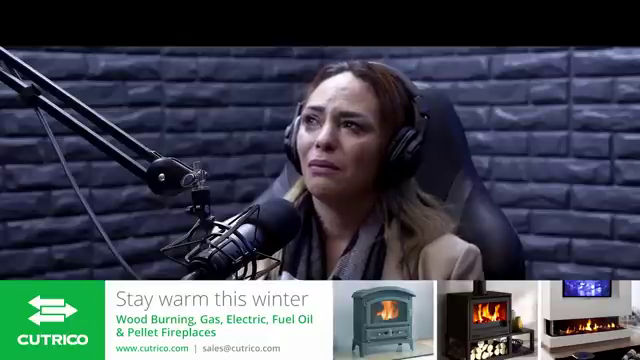 Stay warm this winter
Wood Burning, Gas, Electric, Fuel Oil
& Pellet Fireplaces
CUTRICO
www.cutrico.com | sales@cutrico.com